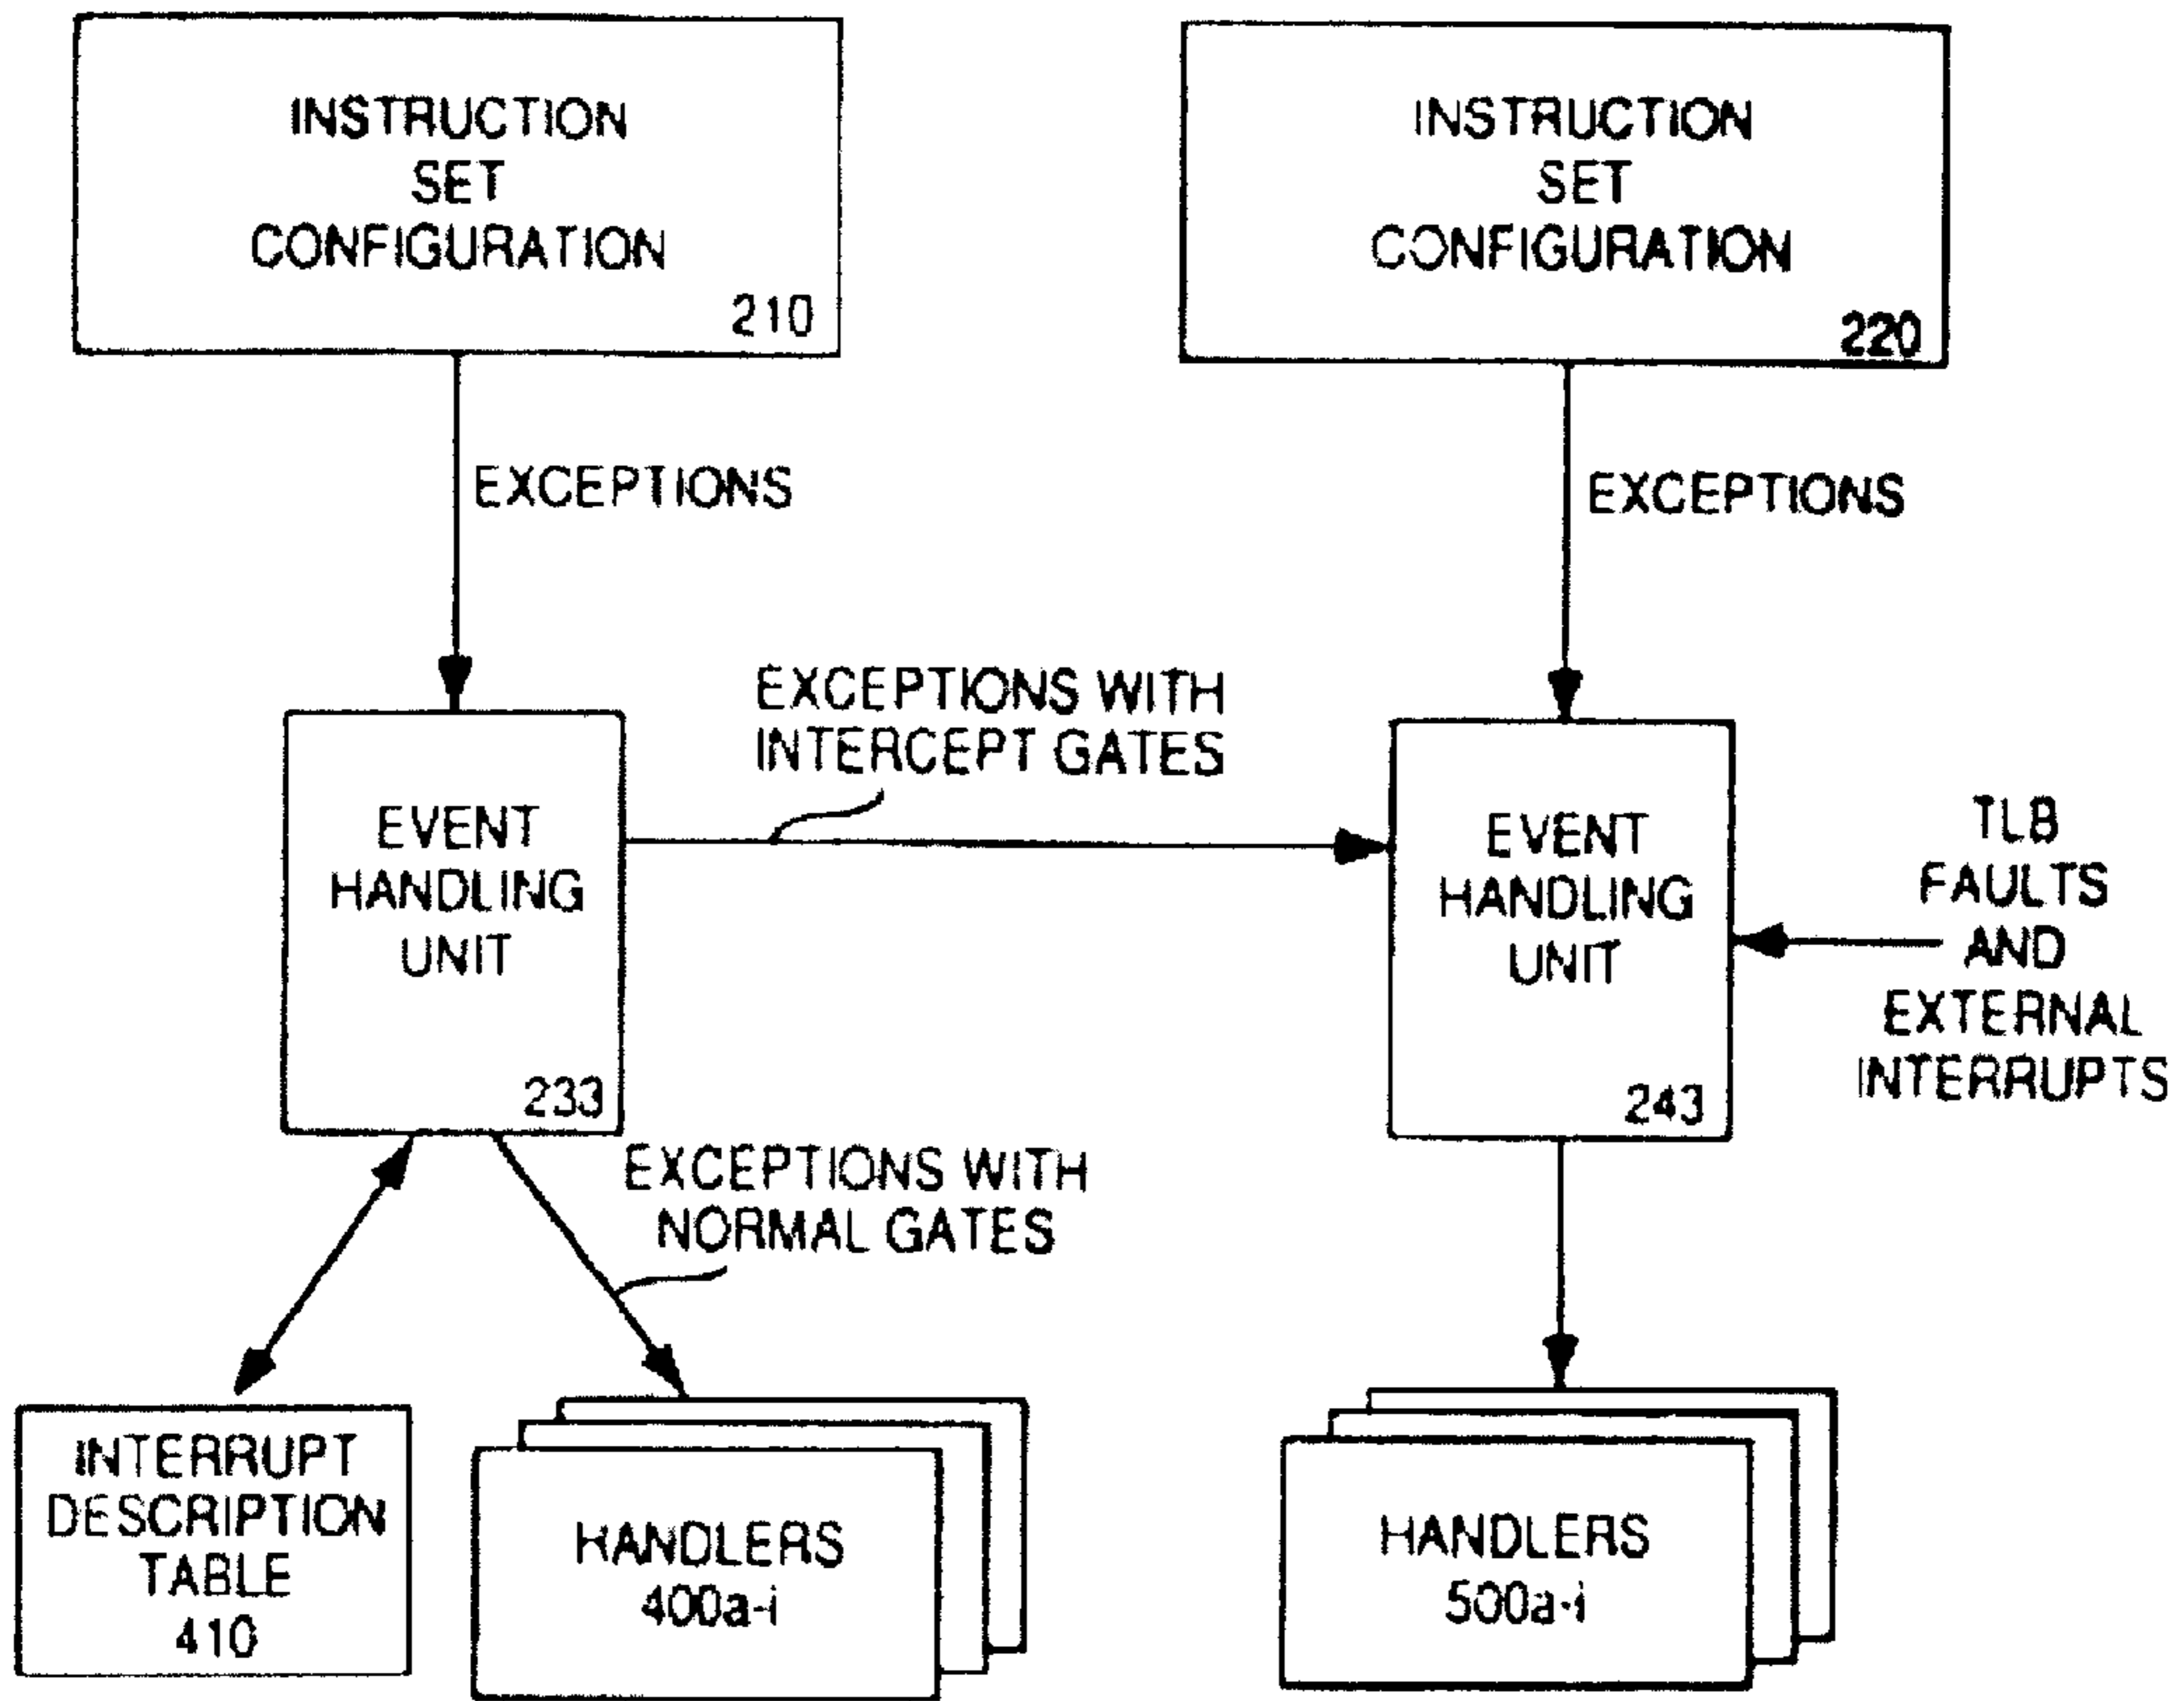 INSTRUCTION
SET
CONFIGURATION
210
INSTRUCTION
SET
CONFIGURATION
220
EXCEPTIONS
EXCEPTIONS
EXCEPTIONS WITH
INTERCEPT GATES
EVENT
HANDLING
UNIT
233
EVENT
HANDLING
UNIT
243
TLB
FAULTS
AND
EXTERNAL
INTERRUPTS
EXCEPTIONS WITH
NORMAL GATES
INTERRUPT
DESCRIPTION
TABLE
410
HANDLERS
400a-i
HANDLERS
500a-i